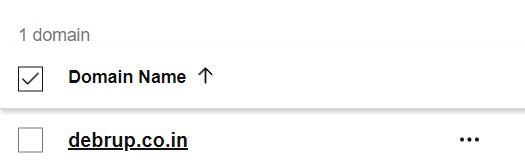 1 domain
Domain Name ↑
debrup.co.in ...